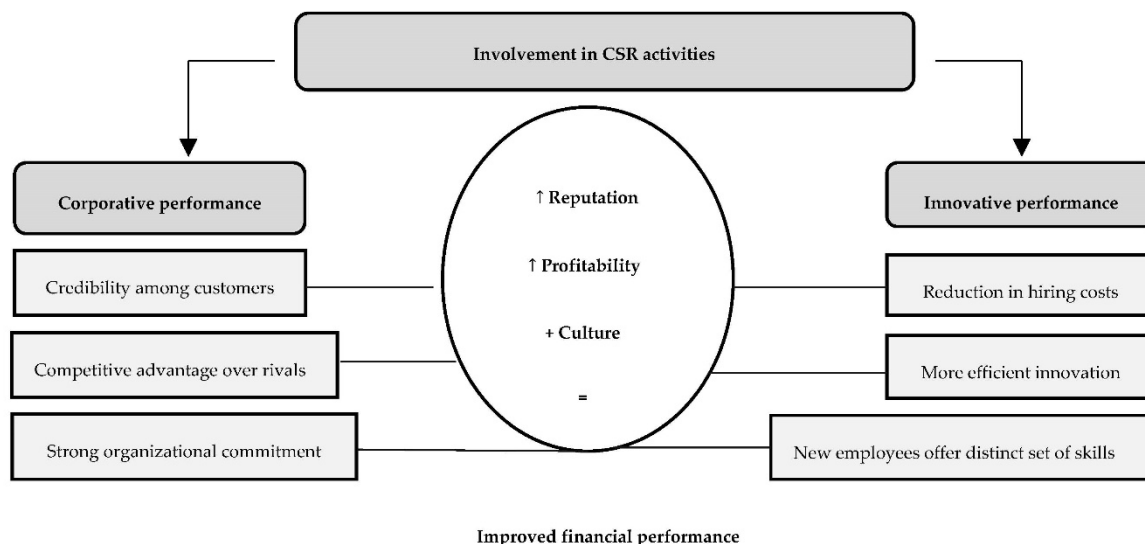 Involvement in CSR activities
Corporative performance
Credibility among customers
Competitive advantage over rivals
Strong organizational commitment
↑ Reputation
↑ Profitability
+ Culture
=
Innovative performance
Reduction in hiring costs
More efficient innovation
New employees offer distinct set of skills
Improved financial performance